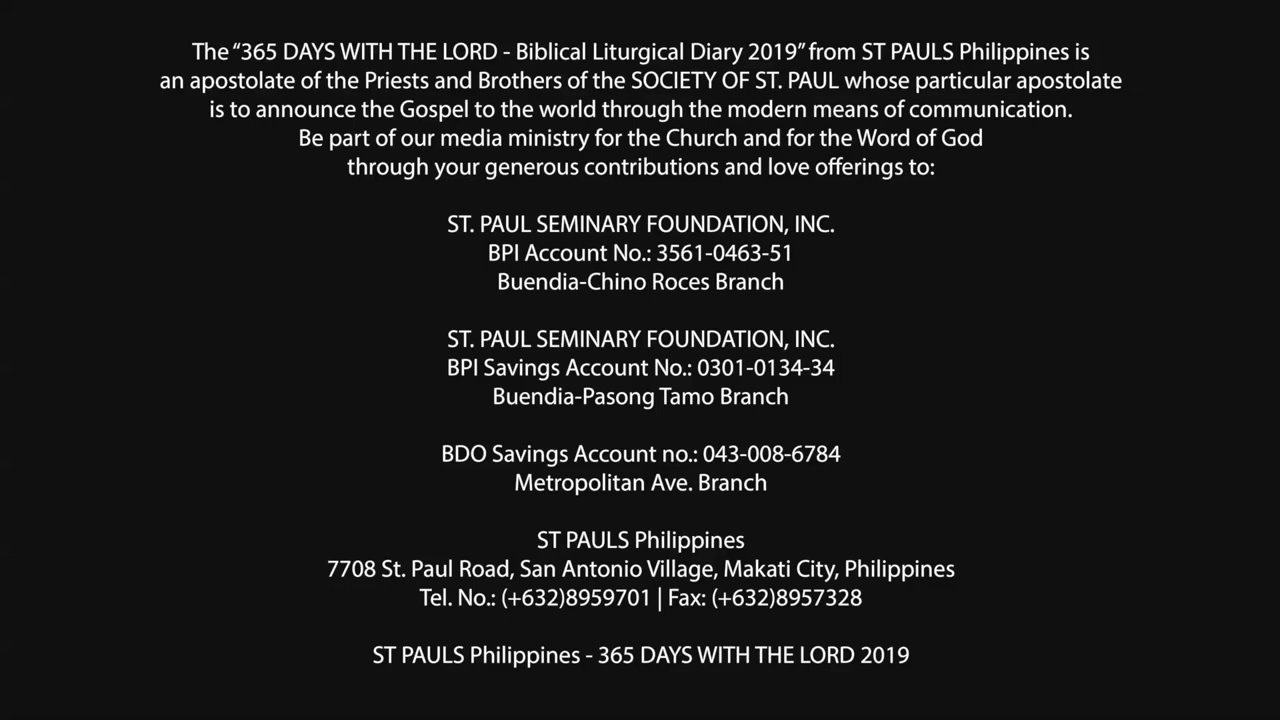 The “365 DAYS WITH THE LORD - Biblical Liturgical Diary 2019” from ST PAULS Philippines is
an apostolate of the Priests and Brothers of the SOCIETY OF ST. PAUL whose particular apostolate
is to announce the Gospel to the world through the modern means of communication.
Be part of our media ministry for the Church and for the Word of God
through your generous contributions and love offerings to:
ST. PAUL SEMINARY FOUNDATION, INC.
BPI Account No.: 3561-0463-51
Buendia-Chino Roces Branch
ST. PAUL SEMINARY FOUNDATION, INC.
BPI Savings Account No.: 0301-0134-34
Buendia-Pasong Tamo Branch
BDO Savings Account no.: 043-008-6784
Metropolitan Ave. Branch
ST PAULS Philippines
7708 St. Paul Road, San Antonio Village, Makati City, Philippines
Tel. No.: (+632)8959701 | Fax: (+632)8957328
ST PAULS Philippines - 365 DAYS WITH THE LORD 2019